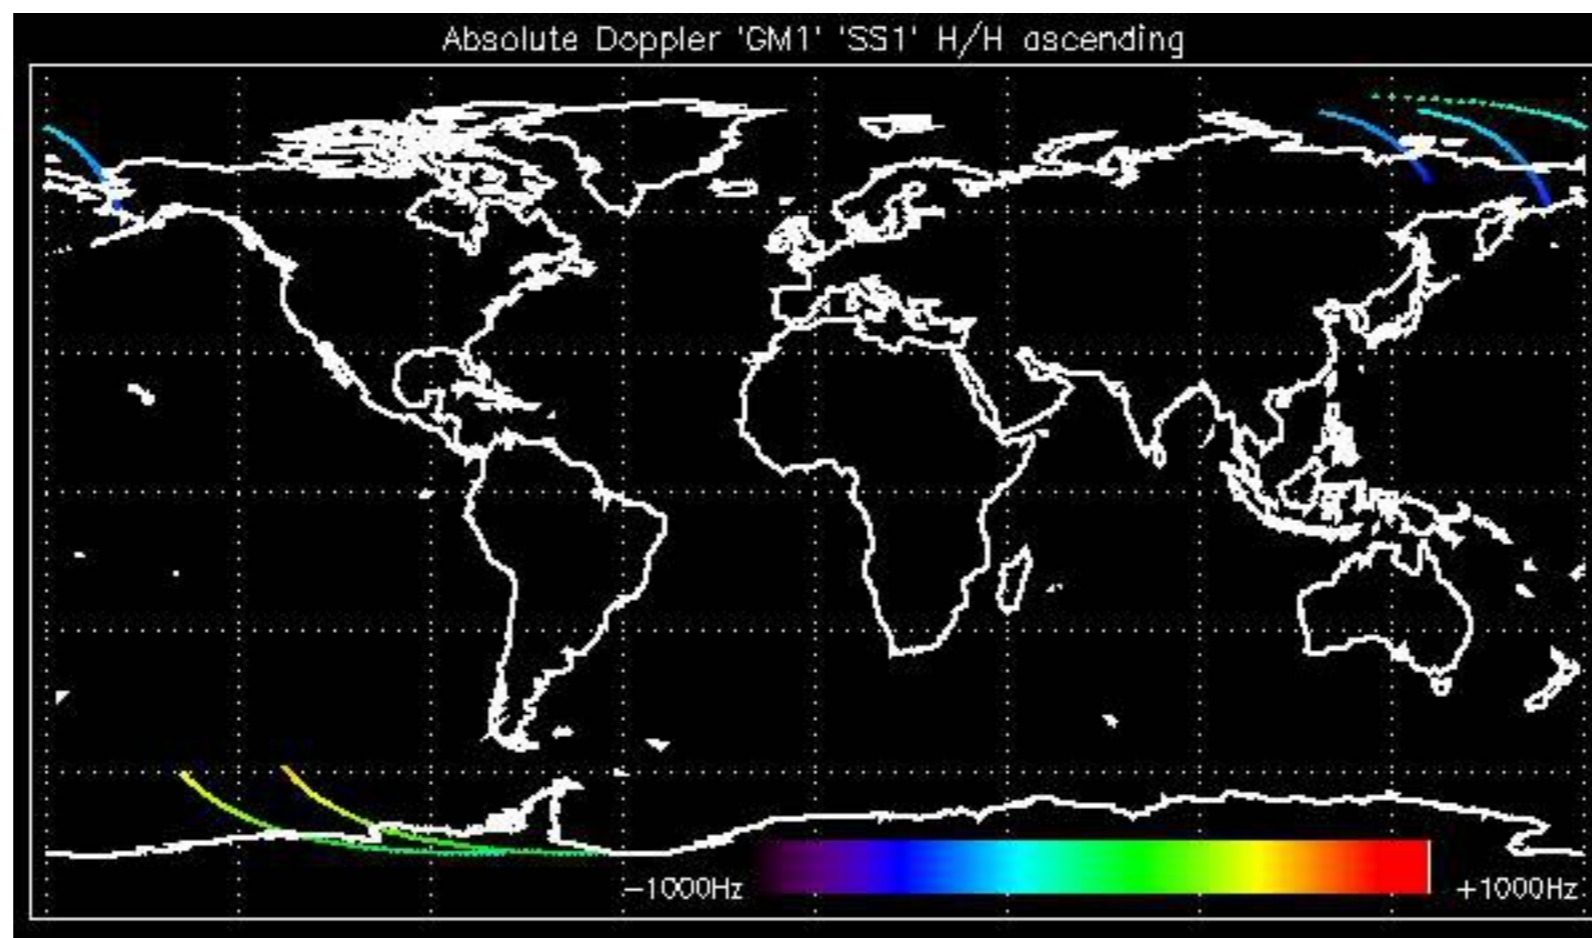 Absolute Doppler 'GM1' 'SS1' H/H ascending
−1000Hz
+1000Hz